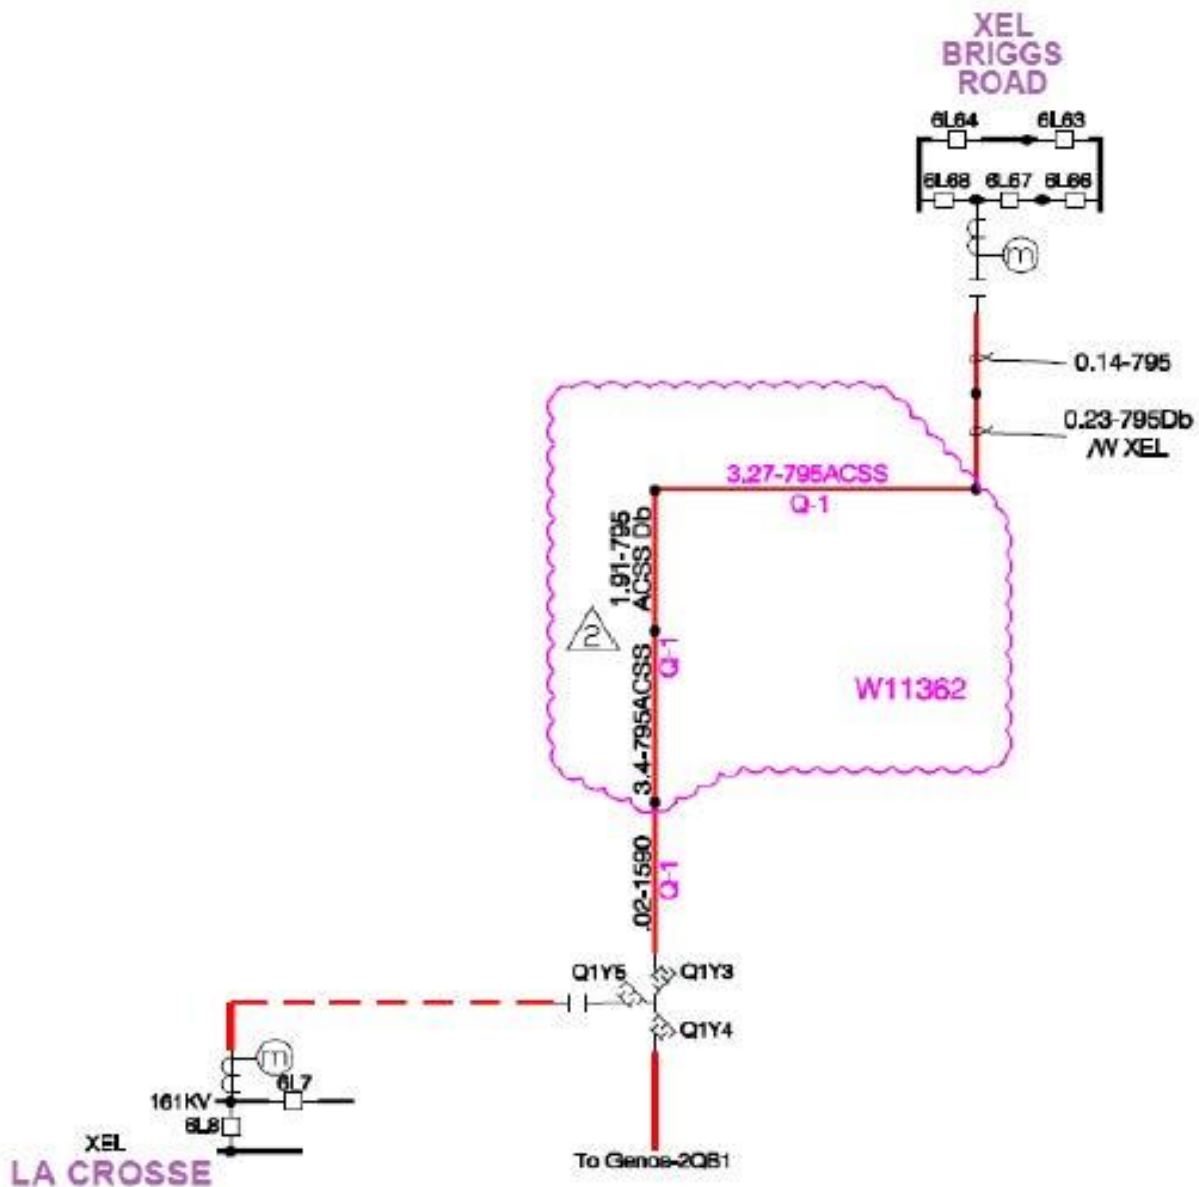 XEL
BRIGGS
ROAD
6L64
6L63
6L68
6L67
6L66
m
0.14-795
0.23-795Db
/W XEL
3.27-795ACSS
Q-1
1.91-795
ACSS Db
2
Q-1
3.4-795ACSS
W11362
.02-1590
Q-1
Q1Y5
Q1Y3
Q1Y4
m
6L7
161KV
6L8
XEL
LA CROSSE
To Genoa-2QB1